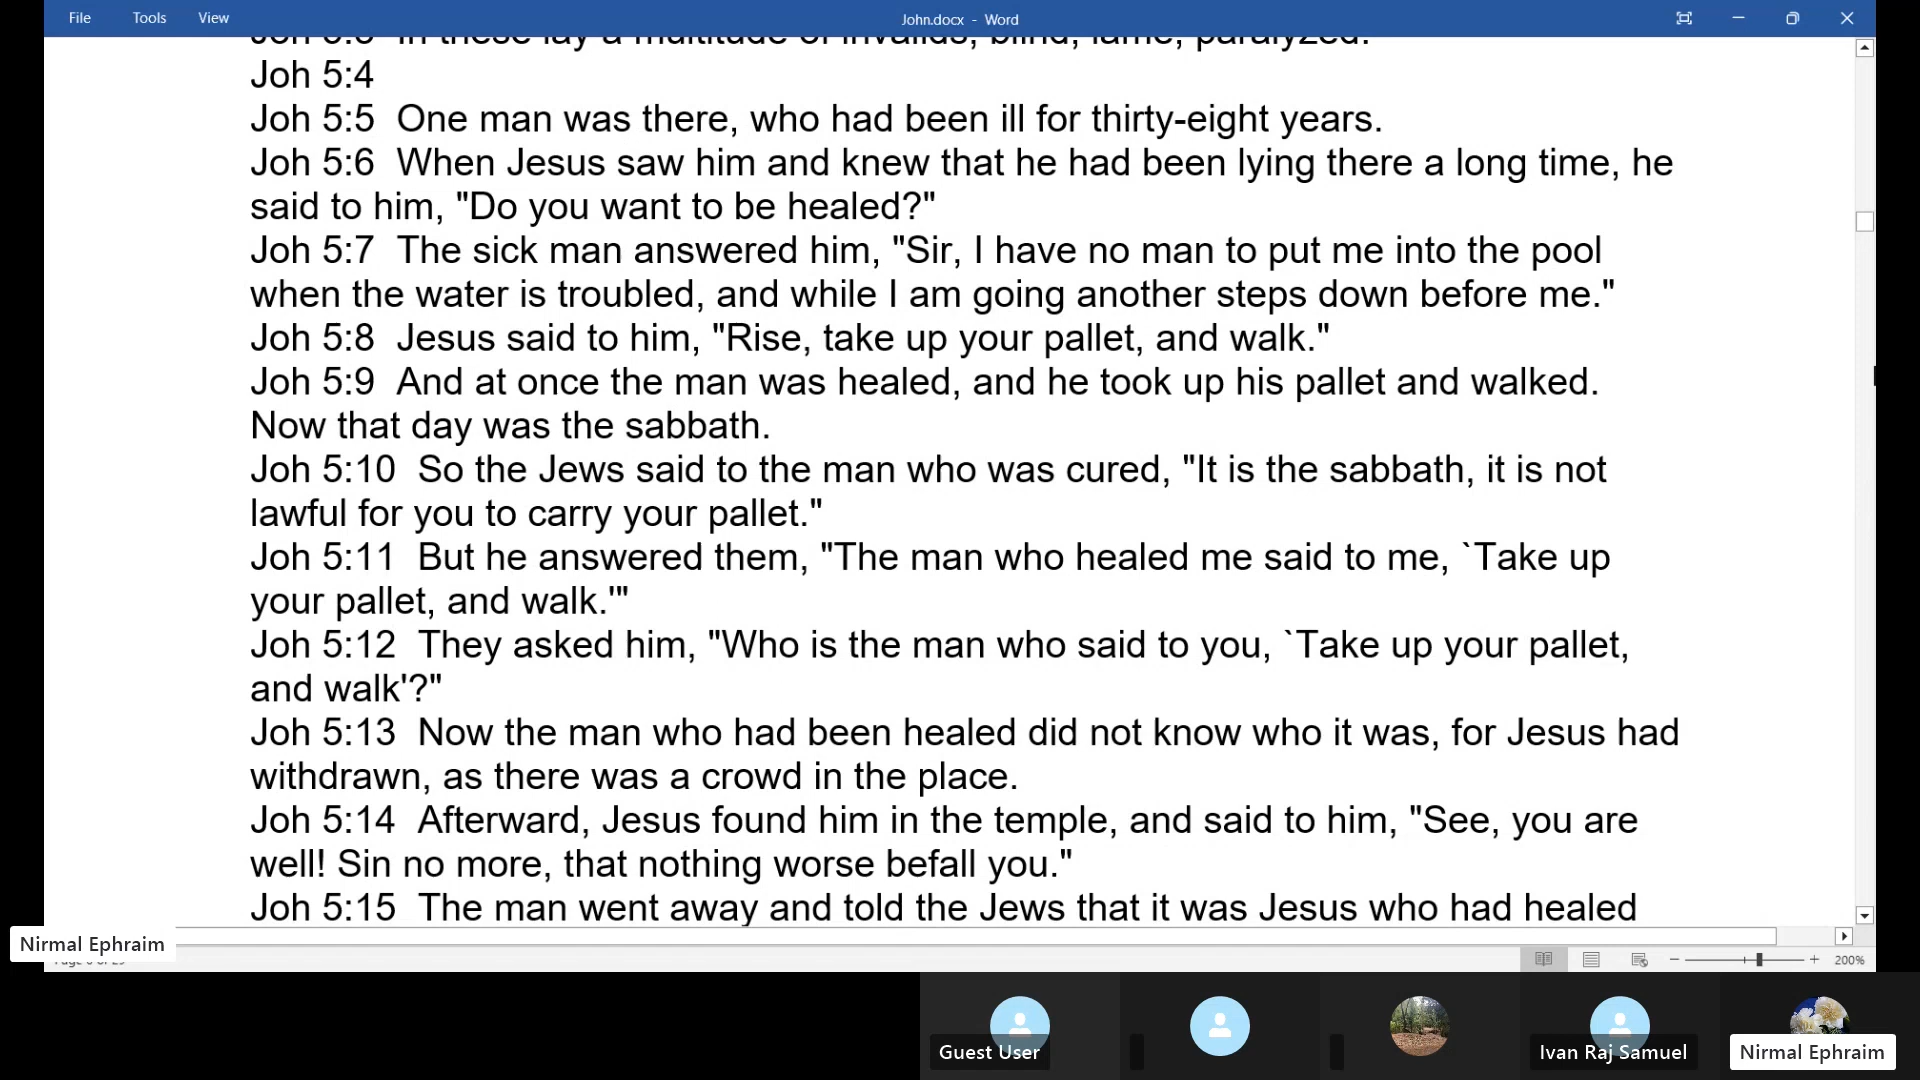 File Tools View John.docx - Word
Joh 5:3 In these lay a multitude of invalids, blind, lame, paralyzed.
Joh 5:4
Joh 5:5 One man was there, who had been ill for thirty-eight years.
Joh 5:6 When Jesus saw him and knew that he had been lying there a long time, he
said to him, "Do you want to be healed?"
Joh 5:7 The sick man answered him, "Sir, I have no man to put me into the pool
when the water is troubled, and while I am going another steps down before me."
Joh 5:8 Jesus said to him, "Rise, take up your pallet, and walk."
Joh 5:9 And at once the man was healed, and he took up his pallet and walked.
Now that day was the sabbath.
Joh 5:10 So the Jews said to the man who was cured, "It is the sabbath, it is not
lawful for you to carry your pallet."
Joh 5:11 But he answered them, "The man who healed me said to me, `Take up
your pallet, and walk.'"
Joh 5:12 They asked him, "Who is the man who said to you, `Take up your pallet,
and walk'?"
Joh 5:13 Now the man who had been healed did not know who it was, for Jesus had
withdrawn, as there was a crowd in the place.
Joh 5:14 Afterward, Jesus found him in the temple, and said to him, "See, you are
well! Sin no more, that nothing worse befall you."
Joh 5:15 The man went away and told the Jews that it was Jesus who had healed
Nirmal Ephraim
200%
Guest User
Ivan Raj Samuel
Nirmal Ephraim